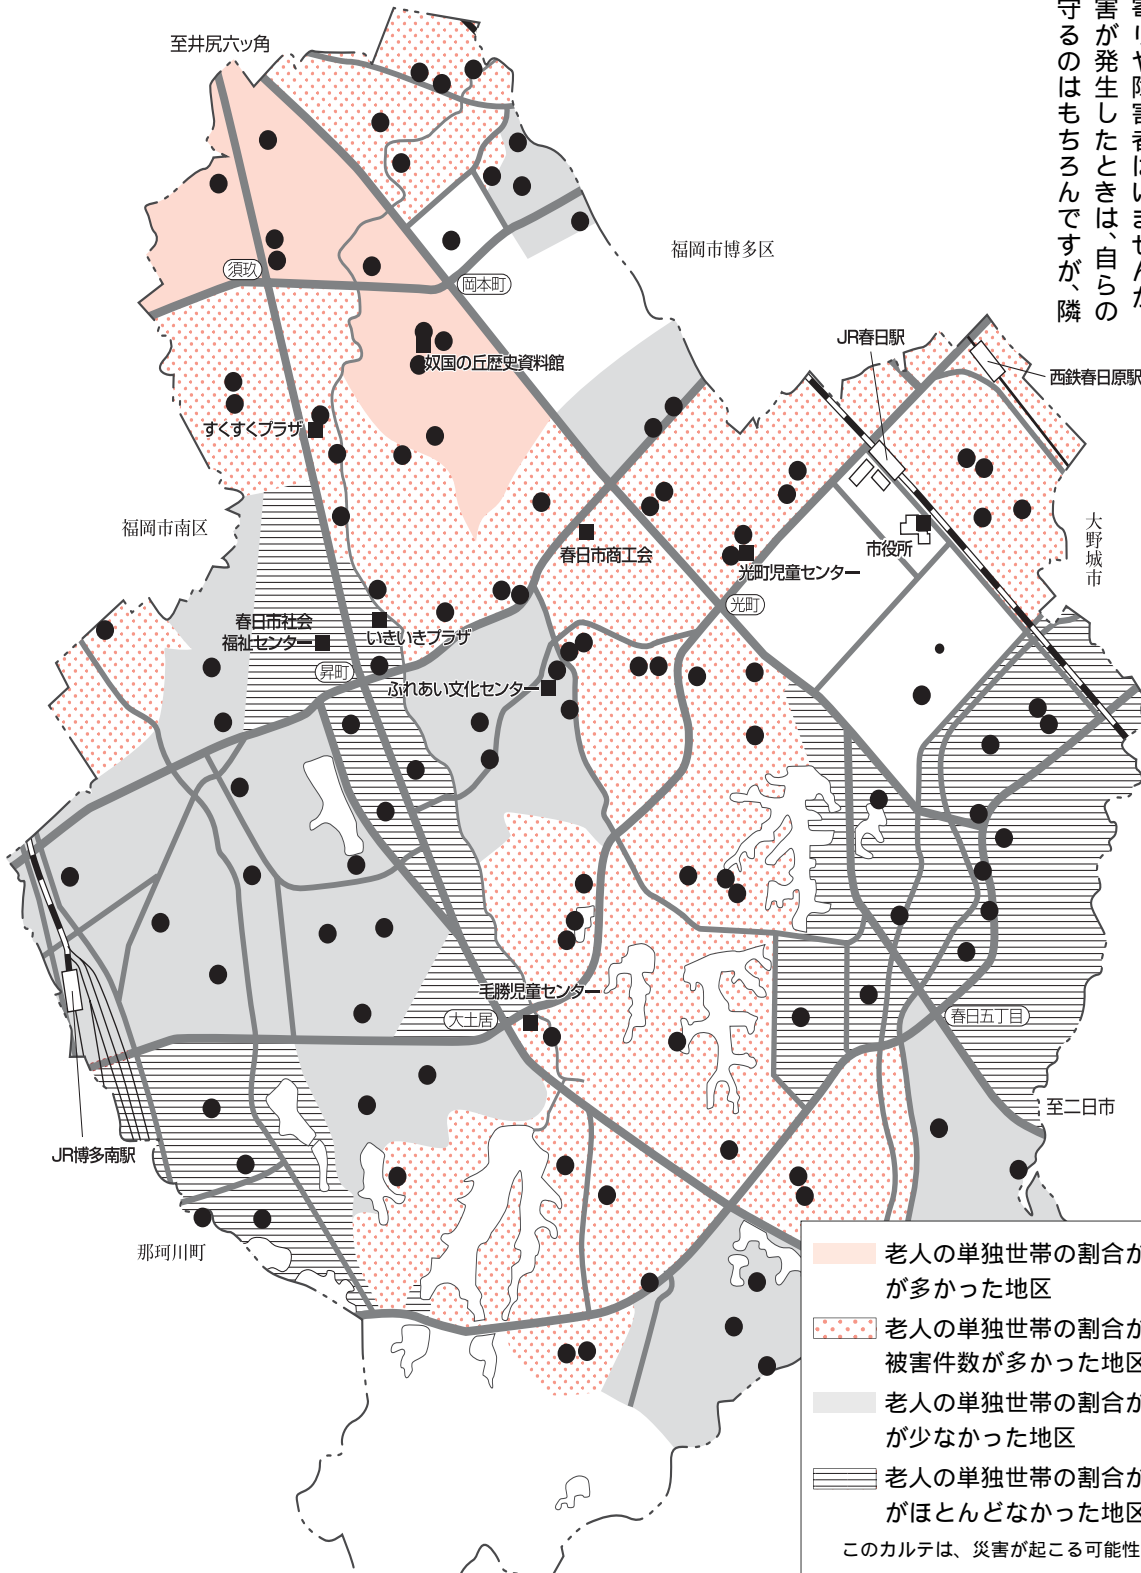 害が発生したときは、自らの
守るのはもちろんですが、隣
至井尻六ッ角
福岡市博多区
須玖
岡本町
奴国の丘歴史資料館
JR春日駅
西鉄春日原駅
すくすくプラザ
福岡市南区
大野城市
春日市商工会
市役所
光町児童センター
光町
春日市社会
福祉センター
いきいきプラザ
昇町
ふれあい文化センター
毛勝児童センター
大土居
春日五丁目
至二日市
JR博多南駅
那珂川町
老人の単独世帯の割合が
が多かった地区
老人の単独世帯の割合が
被害件数が多かった地区
老人の単独世帯の割合が
が少なかった地区
老人の単独世帯の割合が
がほとんどなかった地区
このカルテは、災害が起こる可能性